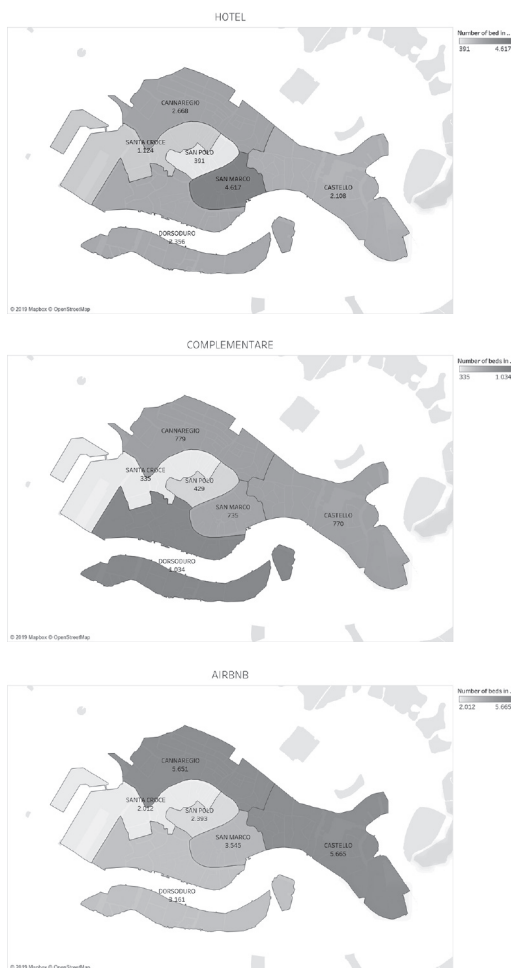 HOTEL
Number of bed in ..
391 4.617
CANNAREGIO
2.668
SANTA CROCE
1.124
SAN POLO
391
SAN MARCO
4.617
CASTELLO
2.108
DORSODURO
2.356
© 2019 Mapbox © OpenStreetMap
COMPLEMENTARE
Number of beds in ..
335 1.034
CANNAREGIO
779
SANTA CROCE
335
SAN POLO
429
SAN MARCO
735
CASTELLO
770
DORSODURO
1.034
© 2019 Mapbox © OpenStreetMap
AIRBNB
Number of beds in ..
2.012 5.665
CANNAREGIO
5.651
SANTA CROCE
2.012
SAN POLO
2.393
SAN MARCO
3.545
CASTELLO
5.665
DORSODURO
3.161
© 2019 Mapbox © OpenStreetMap